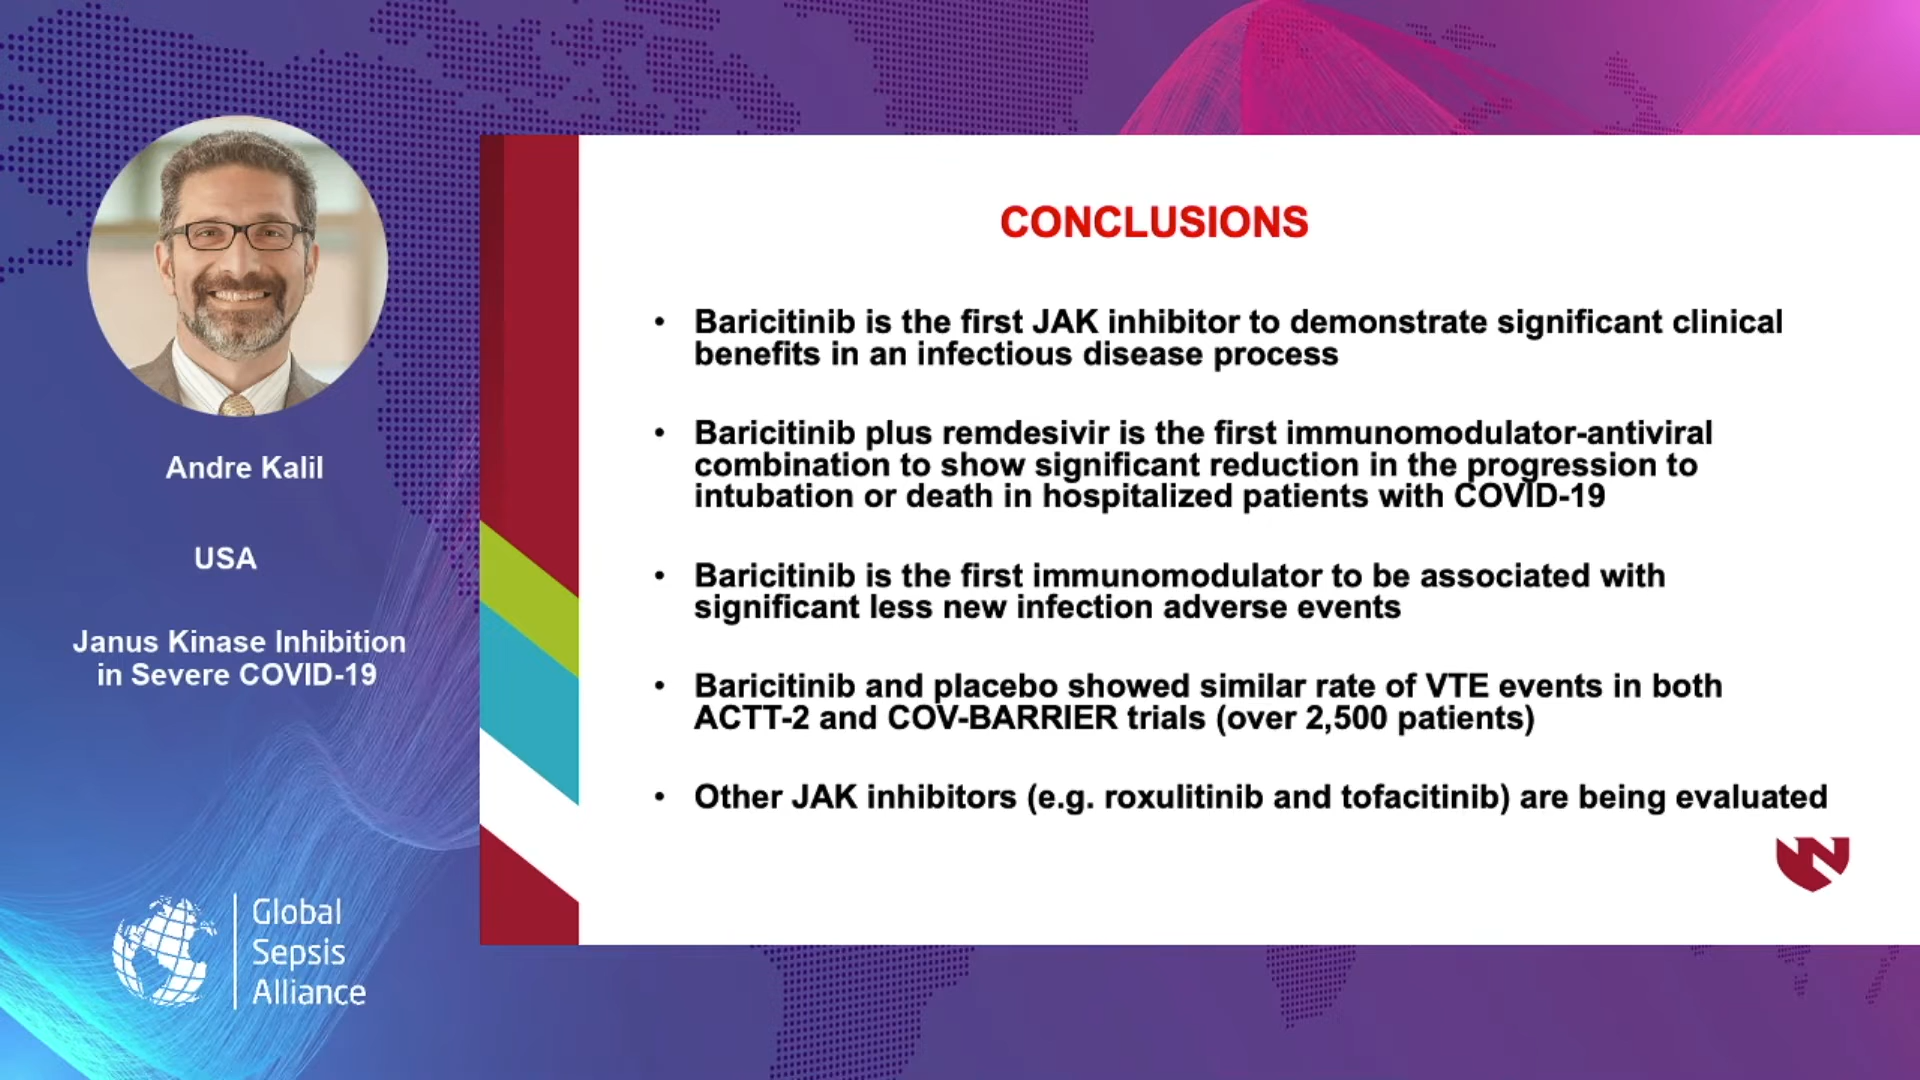 Andre Kalil
USA
Janus Kinase Inhibition
in Severe COVID-19
Global
Sepsis
Alliance
CONCLUSIONS
• Baricitinib is the first JAK inhibitor to demonstrate significant clinical
benefits in an infectious disease process
• Baricitinib plus remdesivir is the first immunomodulator-antiviral
combination to show significant reduction in the progression to
intubation or death in hospitalized patients with COVID-19
• Baricitinib is the first immunomodulator to be associated with
significant less new infection adverse events
• Baricitinib and placebo showed similar rate of VTE events in both
ACTT-2 and COV-BARRIER trials (over 2,500 patients)
• Other JAK inhibitors (e.g. roxulitinib and tofacitinib) are being evaluated